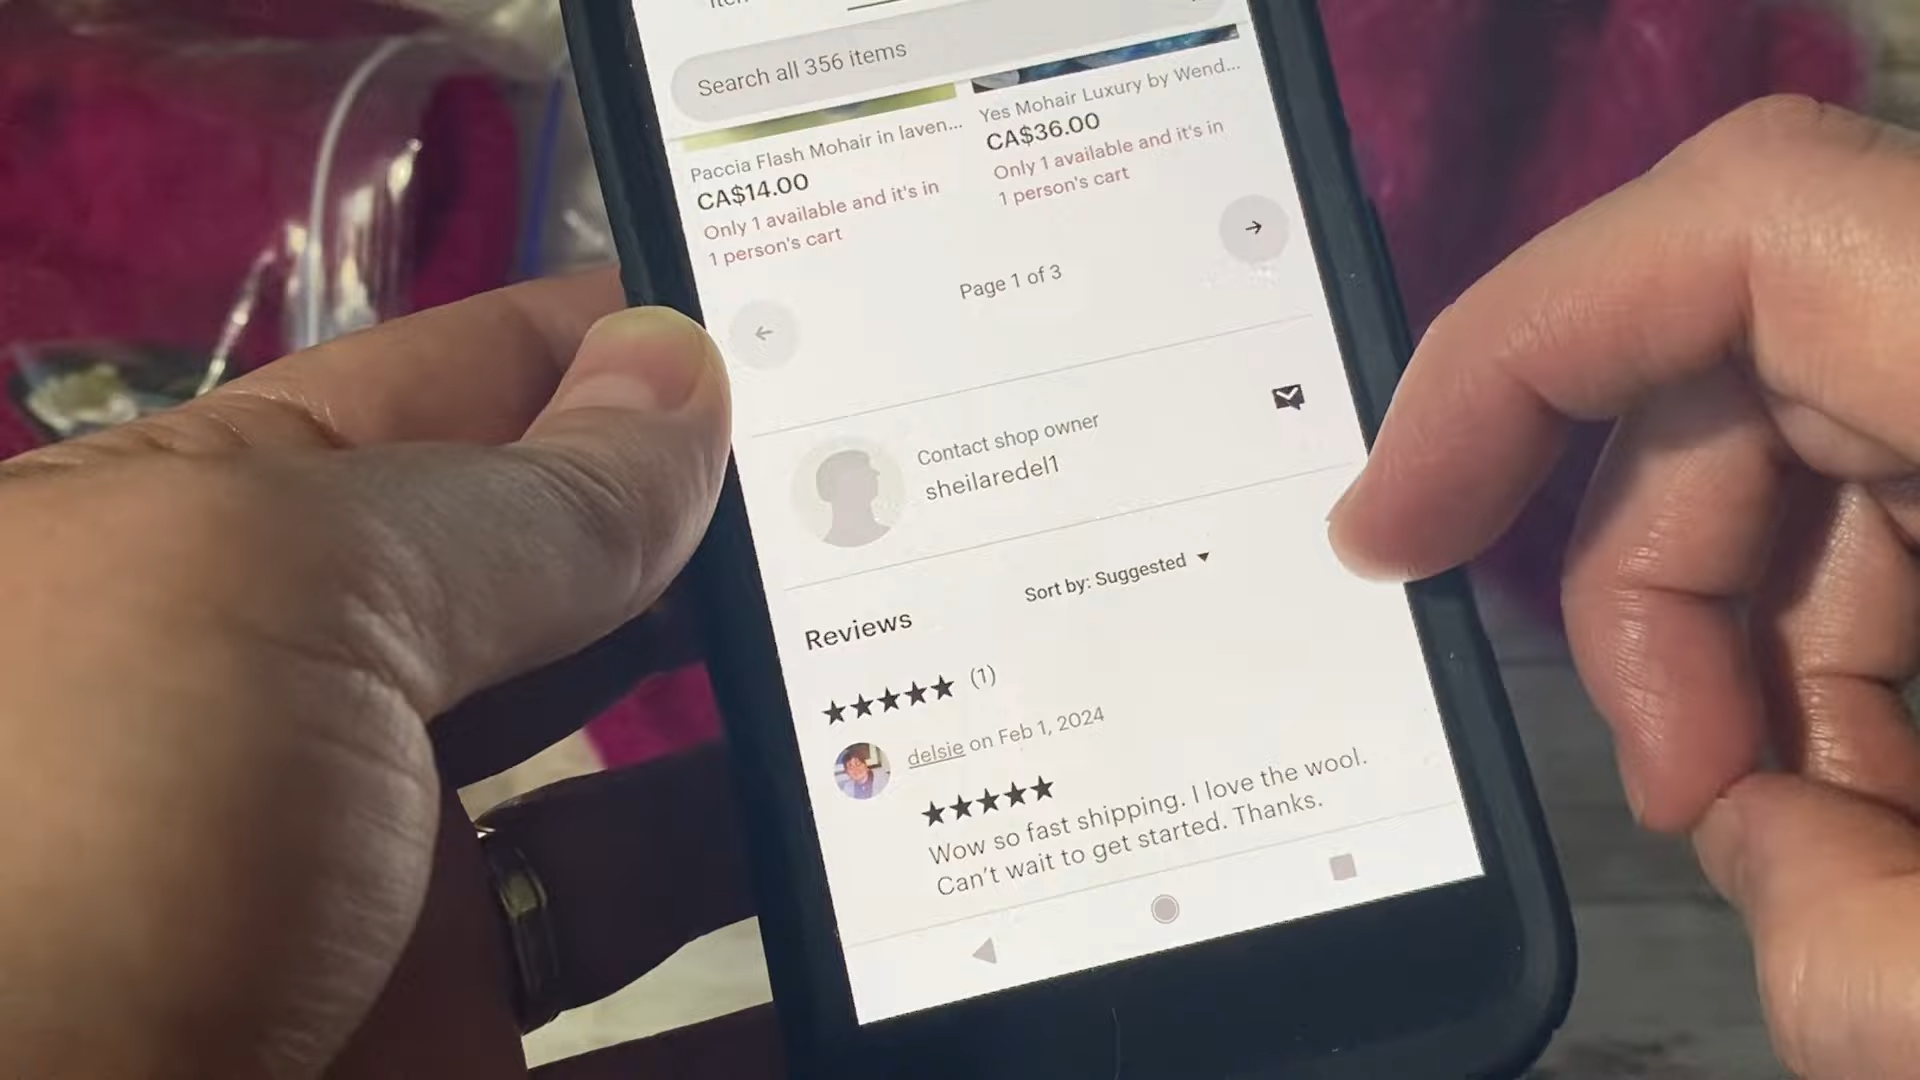 Search all 356 items
Paccia Flash Mohair in laven...
CA$14.00
Only 1 available and it's in
1 person's cart
Yes Mohair Luxury by Wend...
CA$36.00
Only 1 available and it's in
1 person's cart
Page 1 of 3
Contact shop owner
sheilaredel1
Sort by: Suggested
Reviews
(1)
delsie on Feb 1, 2024
Wow so fast shipping. I love the wool.
Can't wait to get started. Thanks.